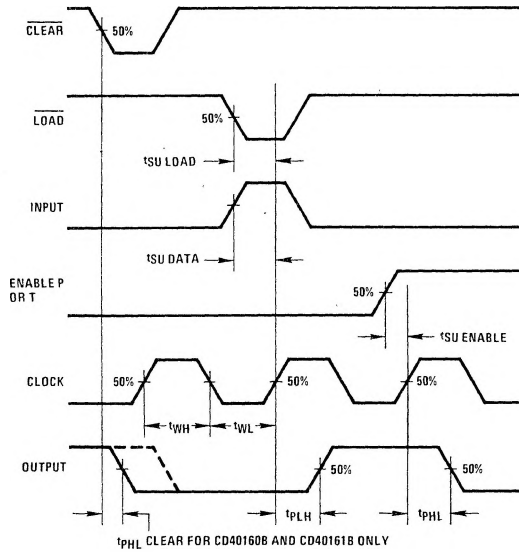 CLEAR
50%
LOAD
50%
tSU LOAD
INPUT
tSU DATA
ENABLE P
OR T
50%
tSU ENABLE
CLOCK
50%
50%
50%
tWH
tWL
OUTPUT
50%
50%
tPLH
tPHL
tPHL CLEAR FOR CD40160B AND CD40161B ONLY